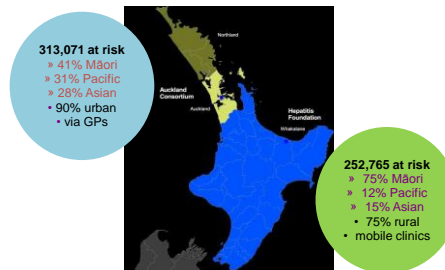 313,071 at risk
» 41% Māori
» 31% Pacific
» 28% Asian
• 90% urban
• via GPs
Northland
Auckland
Consortium
Auckland
Hepatitis
Foundation
Whakatane
252,765 at risk
» 75% Māori
» 12% Pacific
» 15% Asian
• 75% rural
• mobile clinics